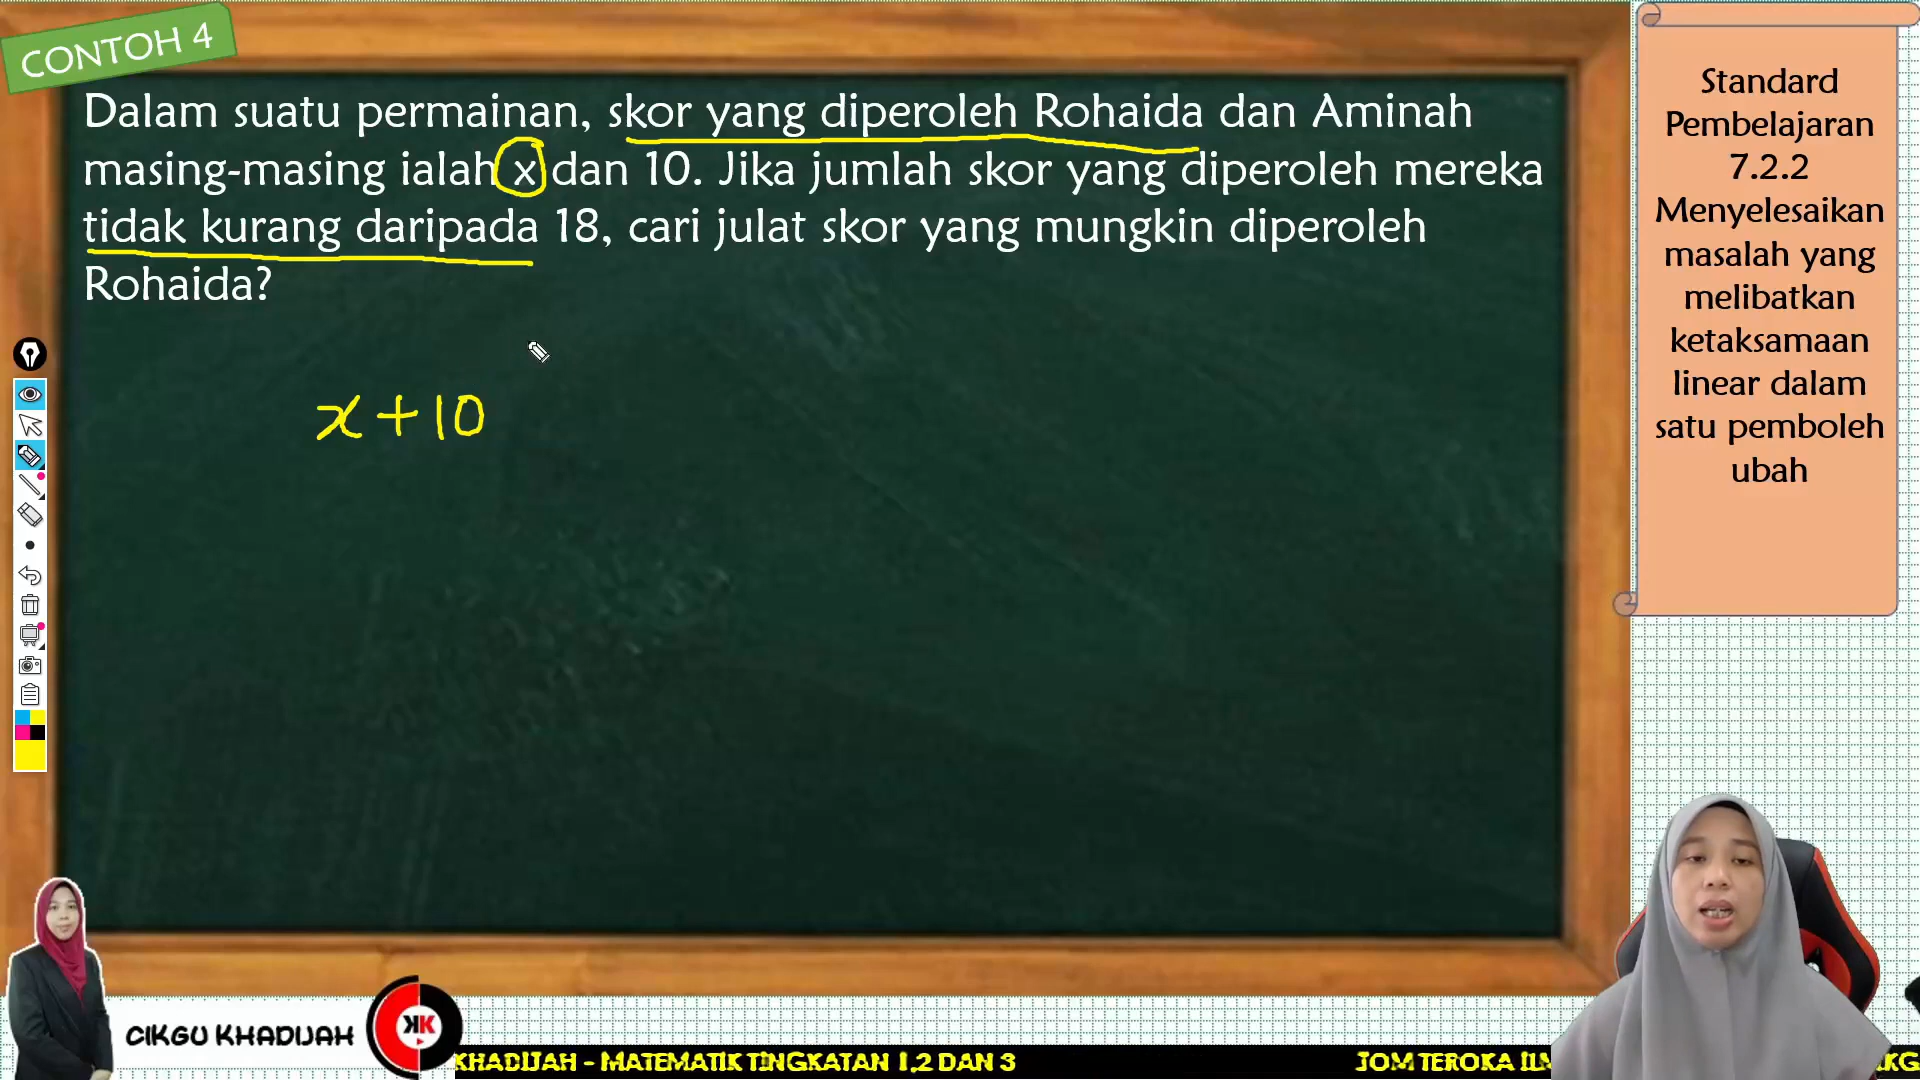 CONTOH 4
Dalam suatu permainan, skor yang diperoleh Rohaida dan Aminah
masing-masing ialah x dan 10. Jika jumlah skor yang diperoleh mereka
tidak kurang daripada 18, cari julat skor yang mungkin diperoleh
Rohaida?
x + 10
Standard
Pembelajaran
7.2.2
Menyelesaikan
masalah yang
melibatkan
ketaksamaan
linear dalam
satu pemboleh
ubah
CIKGU KHADIJAH
KK
KHADIJAH - MATEMATIK TINGKATAN 1,2 DAN 3
JOM TEROKA